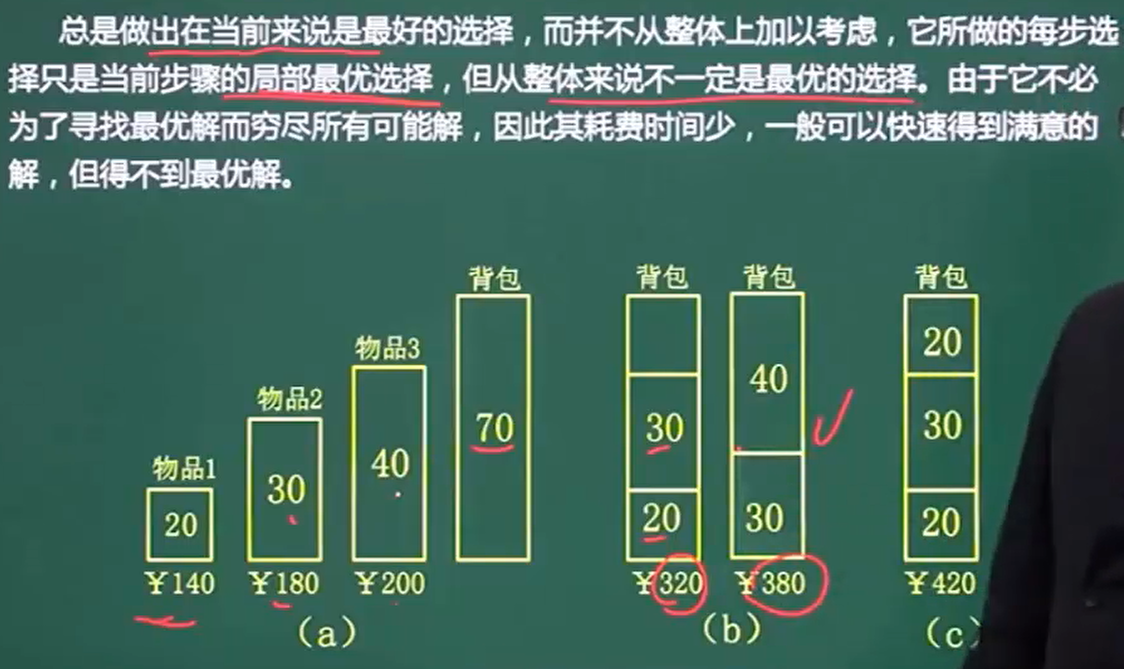 总是做出在当前来说是最好的选择，而并不从整体上加以考虑，它所做的每步选
择只是当前步骤的局部最优选择，但从整体来说不一定是最优的选择。由于它不必
为了寻找最优解而穷尽所有可能解，因此其耗费时间少，一般可以快速得到满意的
解，但得不到最优解。
物品1
20
￥140
物品2
30
￥180
物品3
40
￥200
背包
70
(a)
背包
30
20
￥320
背包
40
30
￥380
(b)
背包
20
30
20
￥420
(c)